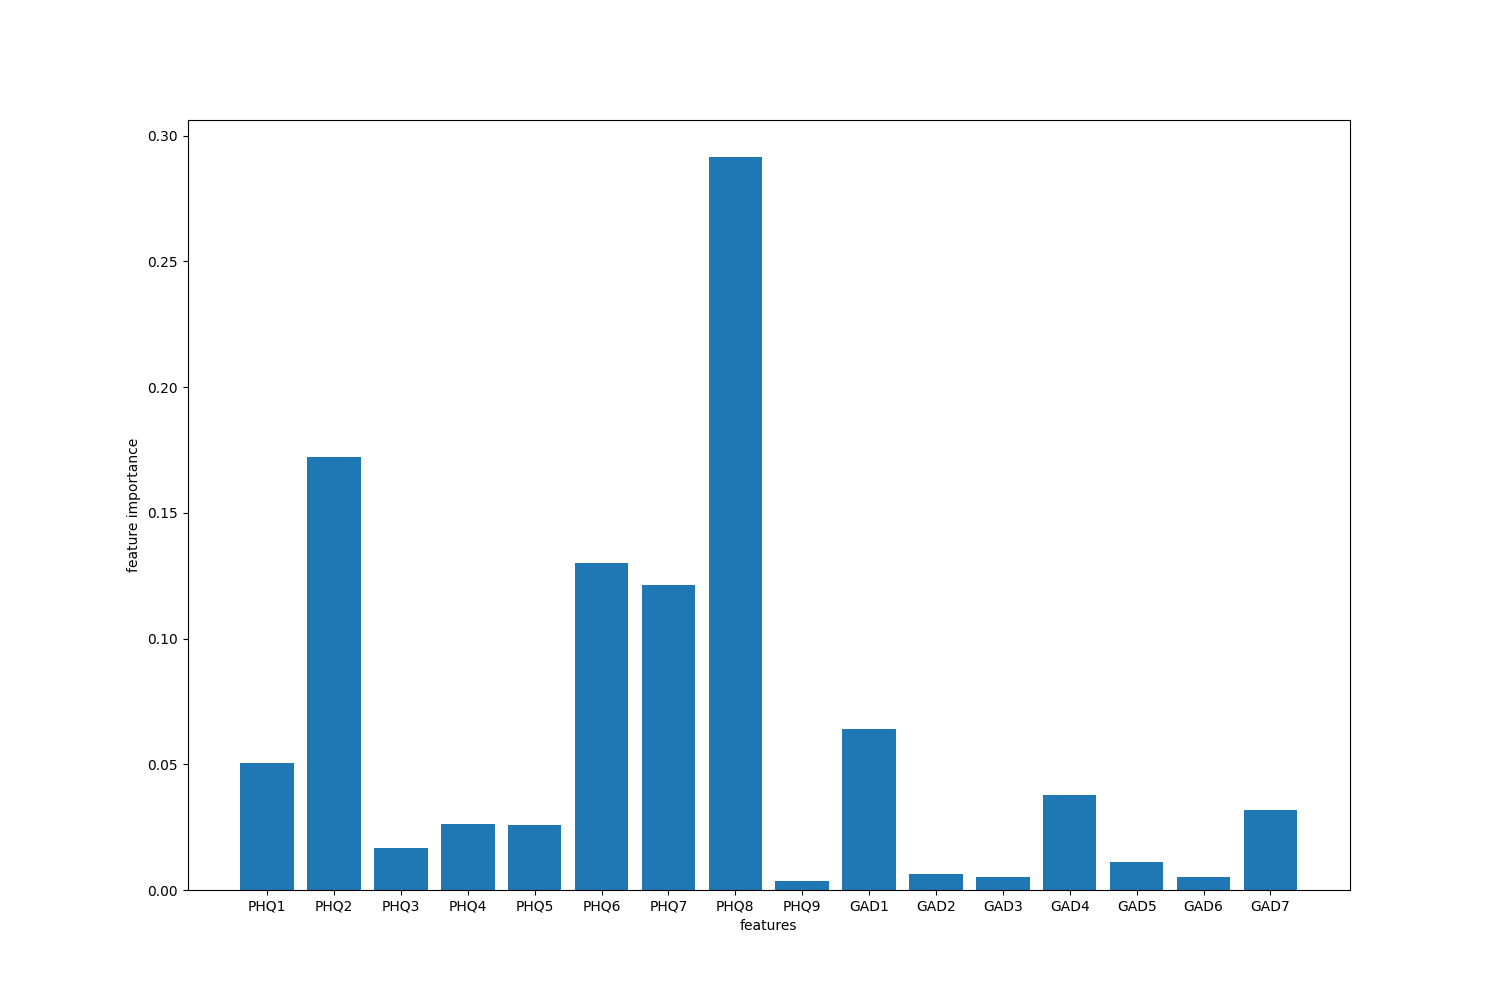 0.30
0.25
0.20
0.15
0.10
0.05
0.00
feature importance
PHQ1 PHQ2 PHQ3 PHQ4 PHQ5 PHQ6 PHQ7 PHQ8 PHQ9 GAD1 GAD2 GAD3 GAD4 GAD5 GAD6 GAD7
features